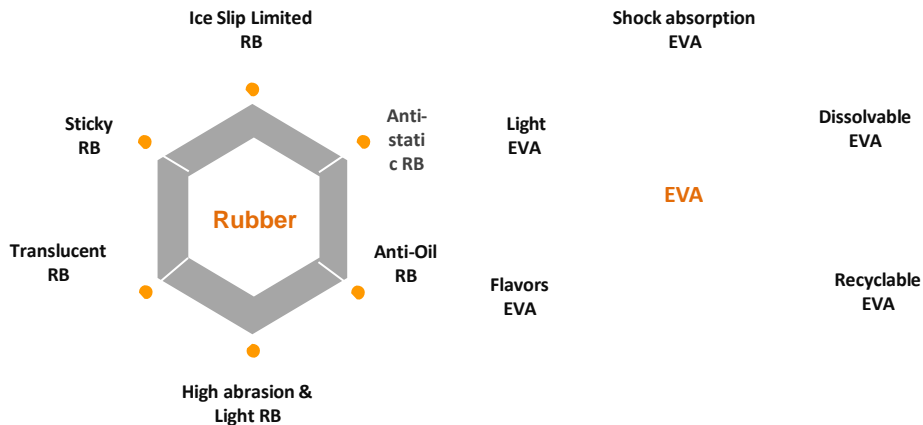 Ice Slip Limited
RB
Shock absorption
EVA
Sticky
RB
Anti-
stati
c RB
Light
EVA
Dissolvable
EVA
Rubber
EVA
Translucent
RB
Anti-Oil
RB
Flavors
EVA
Recyclable
EVA
High abrasion &
Light RB